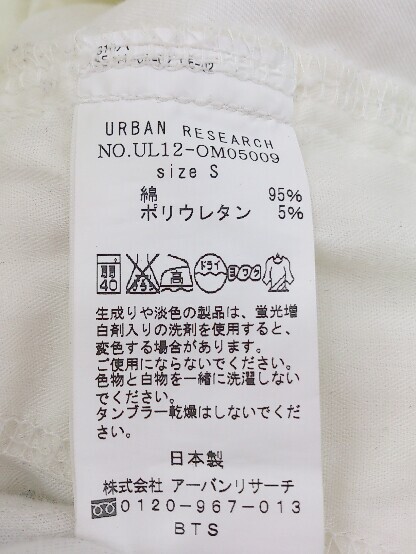 URBAN RESEARCH
NO.UL12-OM05009
size S
綿 95%
ポリウレタン 5%
40 高 ドライ ヨワク
生成りや淡色の製品は、蛍光増
白剤入りの洗剤を使用すると、
変色する場合があります。
ご使用にならないでください。
色物と白物を一緒に洗濯しない
でください。
タンブラー乾燥はしないでくだ
さい。
日本製
株式会社 アーバンリサーチ
0120-967-013
BTS